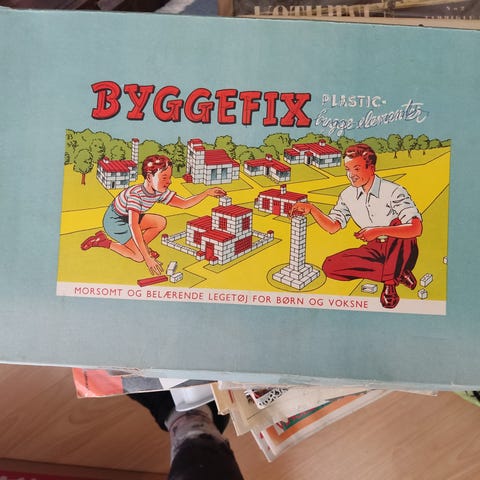 BYGGEFIX PLASTIC-
bygge-elementer
MORSOMT OG BELÆRENDE LEGETØJ FOR BØRN OG VOKSNE